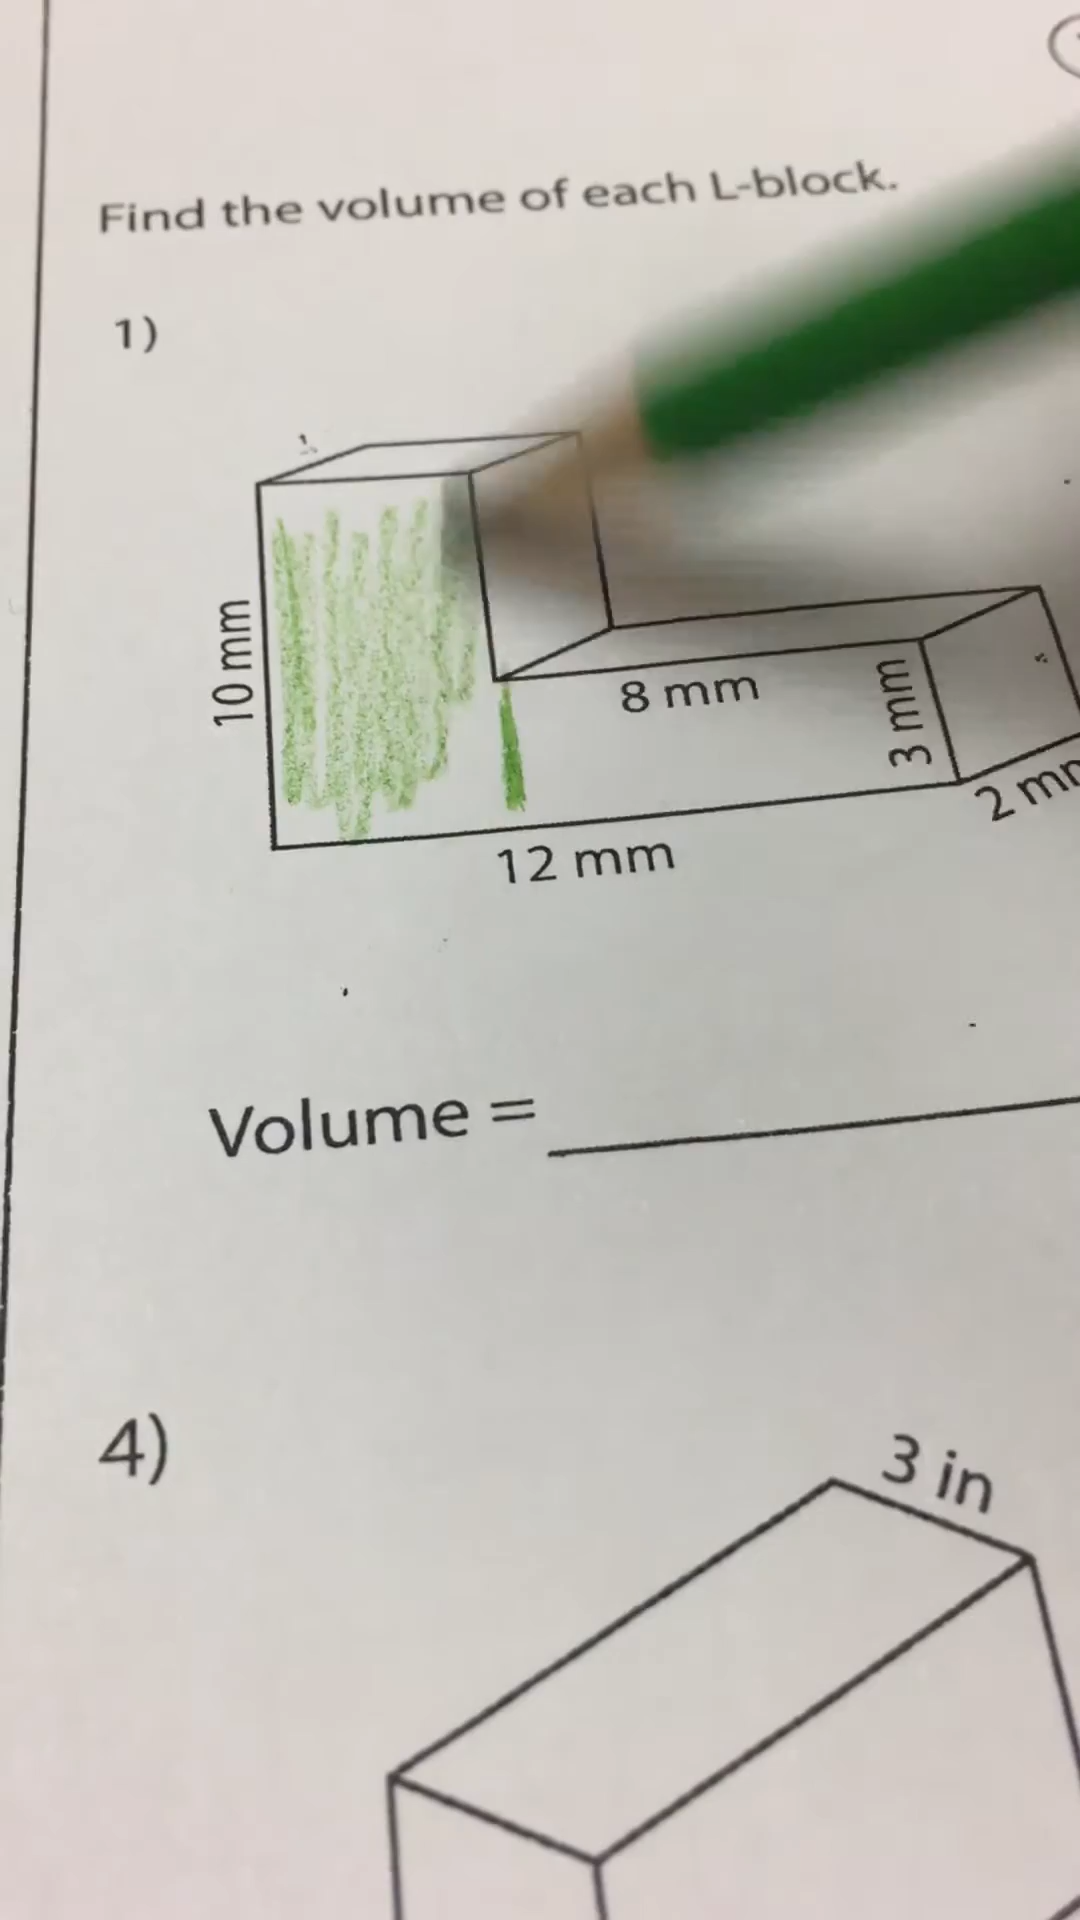 Find the volume of each L-block.
1)
10 mm
8 mm
3 mm
2
12 mm
Volume =
4)
3 in